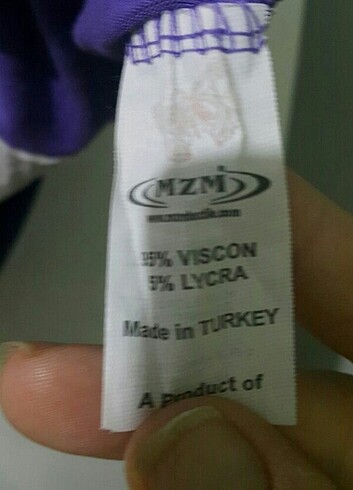 MZM
95% VISCON
5% LYCRA
Made in TURKEY
A Product of